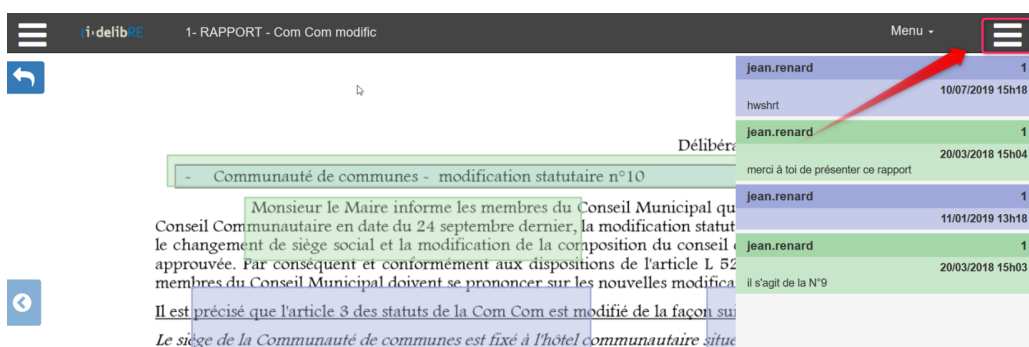 i-delibRE 1- RAPPORT - Com Com modific Menu
jean.renard 1
10/07/2019 15h18
hwshrt
jean.renard 1
20/03/2018 15h04
merci à toi de présenter ce rapport
jean.renard 1
11/01/2019 13h18
jean.renard 1
20/03/2018 15h03
il s'agit de la N°9
Délibéra
- Communauté de communes - modification statutaire n°10
Monsieur le Maire informe les membres du Conseil Municipal qu
Conseil Communautaire en date du 24 septembre dernier, la modification statut
le changement de siège social et la modification de la composition du conseil
approuvée. Par conséquent et conformément aux dispositions de l'article L 52
membres du Conseil Municipal doivent se prononcer sur les nouvelles modifica
Il est précisé que l'article 3 des statuts de la Com Com est modifié de la façon sui
Le siège de la Communauté de communes est fixé à l'hôtel communautaire situe